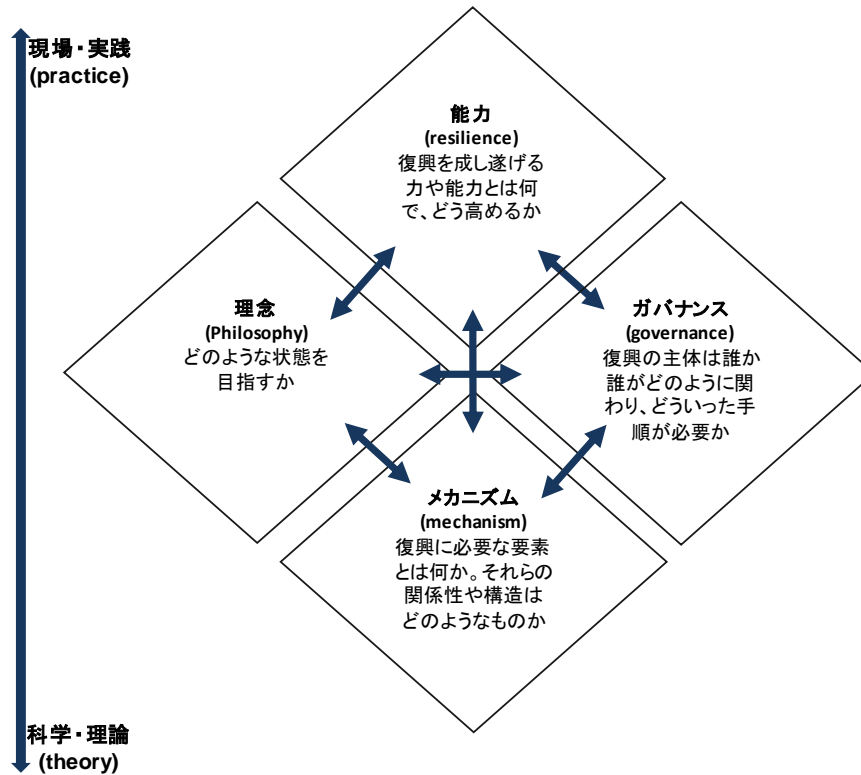 現場・実践
(practice)
能力
(resilience)
復興を成し遂げる
力や能力とは何
で、どう高めるか
理念
(Philosophy)
どのような状態を
目指すか
ガバナンス
(governance)
復興の主体は誰か
誰がどのように関
わり、どういった手
順が必要か
メカニズム
(mechanism)
復興に必要な要素
とは何か。それらの
関係性や構造は
どのようなものか
科学・理論
(theory)